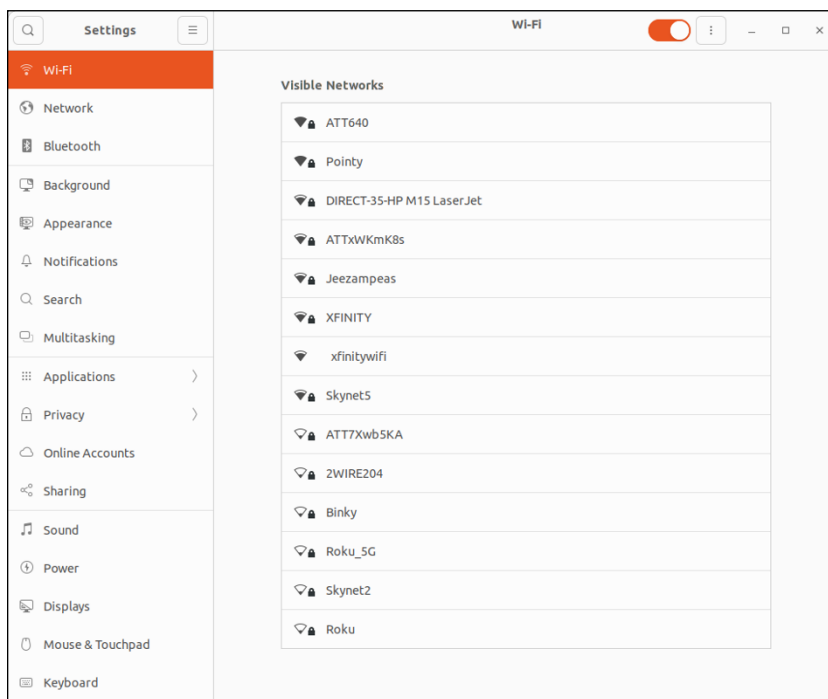 Settings
Wi-Fi
Wi-Fi
Network
Bluetooth
Background
Appearance
Notifications
Search
Multitasking
Applications
Privacy
Online Accounts
Sharing
Sound
Power
Displays
Mouse & Touchpad
Keyboard
Visible Networks
ATT640
Pointy
DIRECT-35-HP M15 LaserJet
ATTxWKmK8s
Jeezampeas
XFINITY
xfinitywifi
Skynet5
ATT7Xwb5KA
2WIRE204
Binky
Roku_5G
Skynet2
Roku